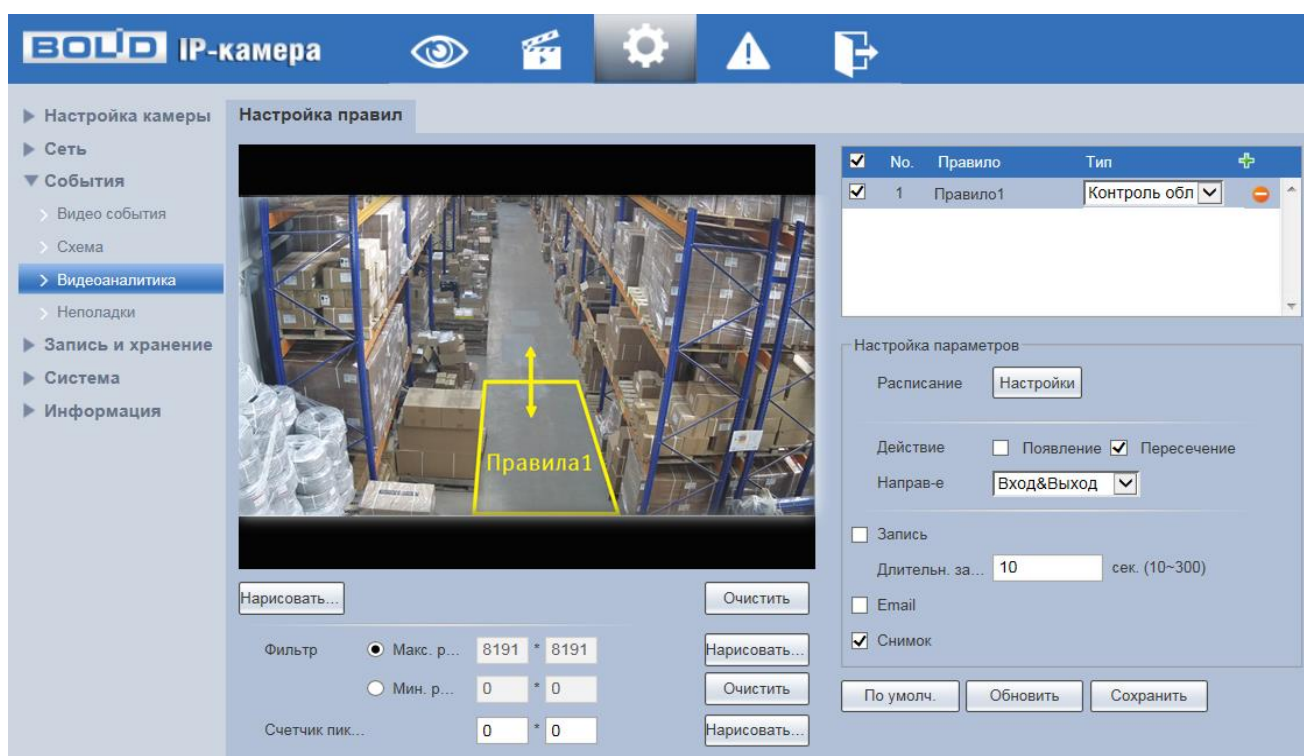 BOLID IP-камера
Настройка камеры
Сеть
События
Видео события
Схема
Видеоаналитика
Неполадки
Запись и хранение
Система
Информация
Настройка правил
Правила1
Нарисовать... Очистить
Фильтр Макс. р... 8191 * 8191 Нарисовать...
Мин. р... 0 * 0 Очистить
Счетчик пик... 0 * 0 Нарисовать...
No. Правило Тип
1 Правило1 Контроль обл
Настройка параметров
Расписание Настройки
Действие Появление Пересечение
Направ-е Вход&Выход
Запись
Длительн. за... 10 сек. (10~300)
Email
Снимок
По умолч. Обновить Сохранить